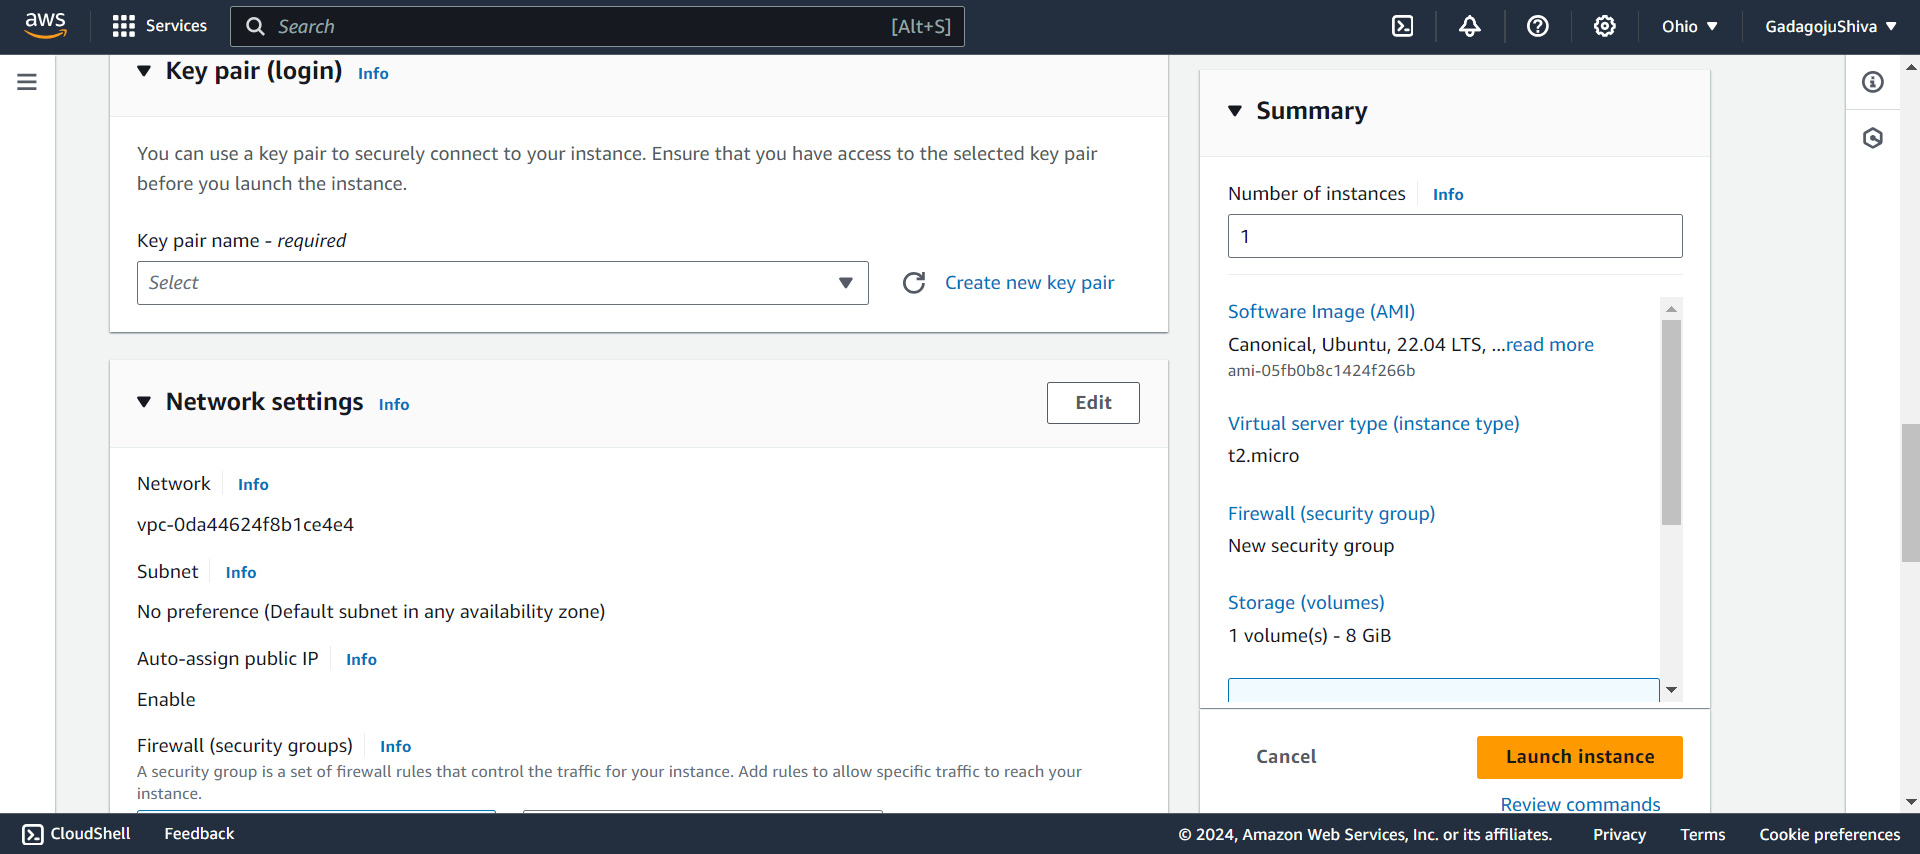 aws
Services
Search
[Alt+S]
Ohio
GadagojuShiva
Key pair (login)
Info
You can use a key pair to securely connect to your instance. Ensure that you have access to the selected key pair
before you launch the instance.
Key pair name - required
Select
Create new key pair
Network settings
Info
Edit
Network
Info
vpc-0da44624f8b1ce4e4
Subnet
Info
No preference (Default subnet in any availability zone)
Auto-assign public IP
Info
Enable
Firewall (security groups)
Info
A security group is a set of firewall rules that control the traffic for your instance. Add rules to allow specific traffic to reach your
instance.
Summary
Number of instances
Info
1
Software Image (AMI)
Canonical, Ubuntu, 22.04 LTS, ...read more
ami-05fb0b8c1424f266b
Virtual server type (instance type)
t2.micro
Firewall (security group)
New security group
Storage (volumes)
1 volume(s) - 8 GiB
Cancel
Launch instance
Review commands
CloudShell
Feedback
© 2024, Amazon Web Services, Inc. or its affiliates.
Privacy
Terms
Cookie preferences